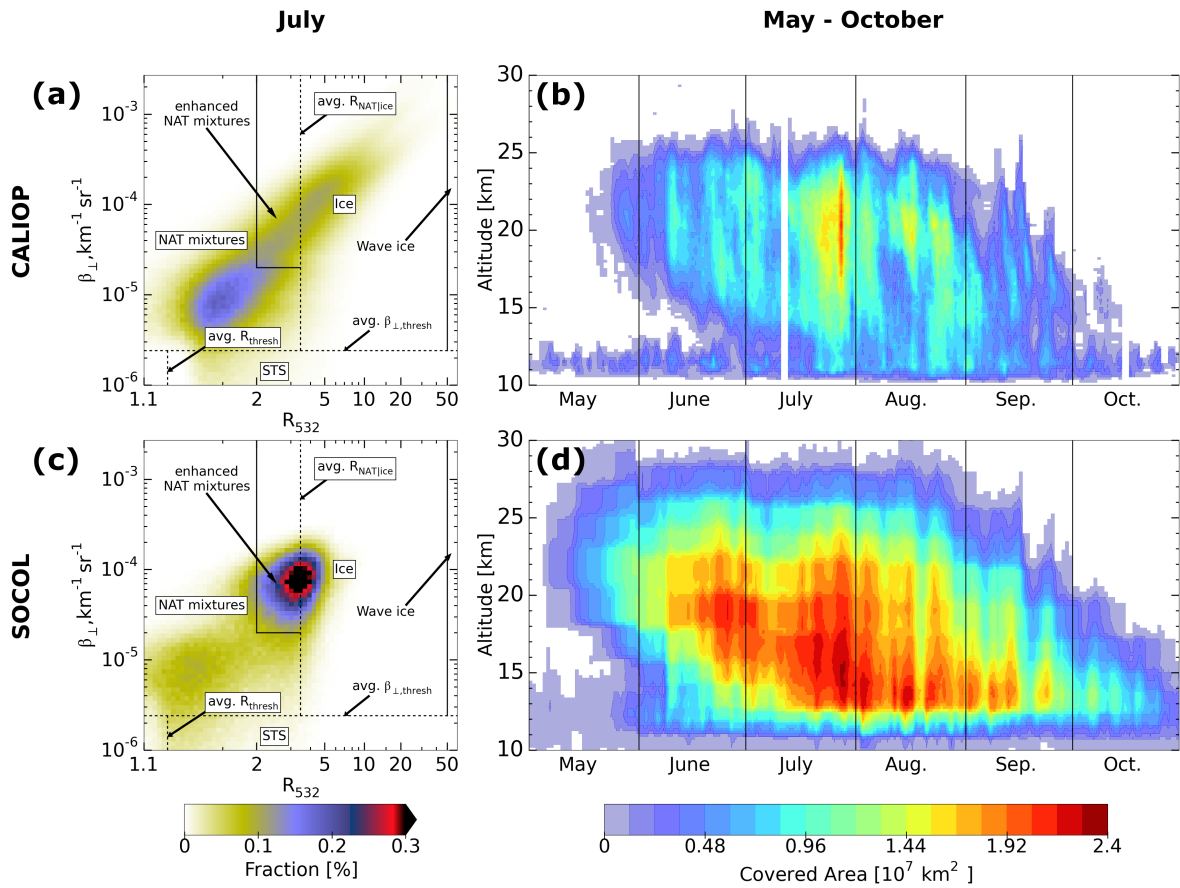 July
May - October
CALIOP
(a)
10⁻³
10⁻⁴
10⁻⁵
10⁻⁶
β⊥,km⁻¹ sr⁻¹
enhanced
NAT mixtures
avg. R_NAT|ice
Ice
NAT mixtures
Wave ice
avg. R_thresh
avg. β⊥,thresh
STS
1.1 2 5 10 20 50
R₅₃₂
(b)
30
25
20
15
10
Altitude [km]
May June July Aug. Sep. Oct.
SOCOL
(c)
10⁻³
10⁻⁴
10⁻⁵
10⁻⁶
β⊥,km⁻¹ sr⁻¹
enhanced
NAT mixtures
avg. R_NAT|ice
Ice
NAT mixtures
Wave ice
avg. R_thresh
avg. β⊥,thresh
STS
1.1 2 5 10 20 50
R₅₃₂
(d)
30
25
20
15
10
Altitude [km]
May June July Aug. Sep. Oct.
0 0.1 0.2 0.3
Fraction [%]
0 0.48 0.96 1.44 1.92 2.4
Covered Area [10⁷ km² ]